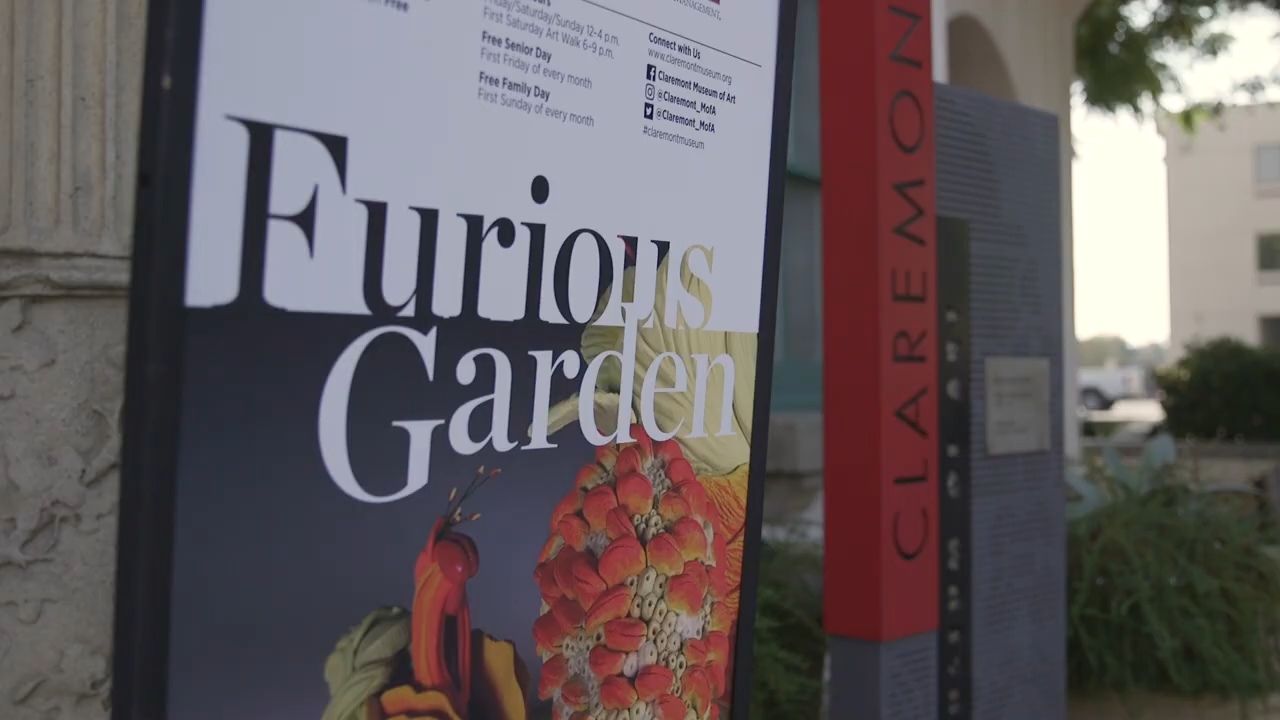 Free
Friday/Saturday/Sunday 12-4 p.m.
First Saturday Art Walk 6-9 p.m.
Free Senior Day
First Friday of every month
Free Family Day
First Sunday of every month
MANAGEMENT.
Connect with Us
www.claremontmuseum.org
Claremont Museum of Art
@Claremont_MofA
@Claremont_MofA
#claremontmuseum
Furious
Garden
CLAREMON